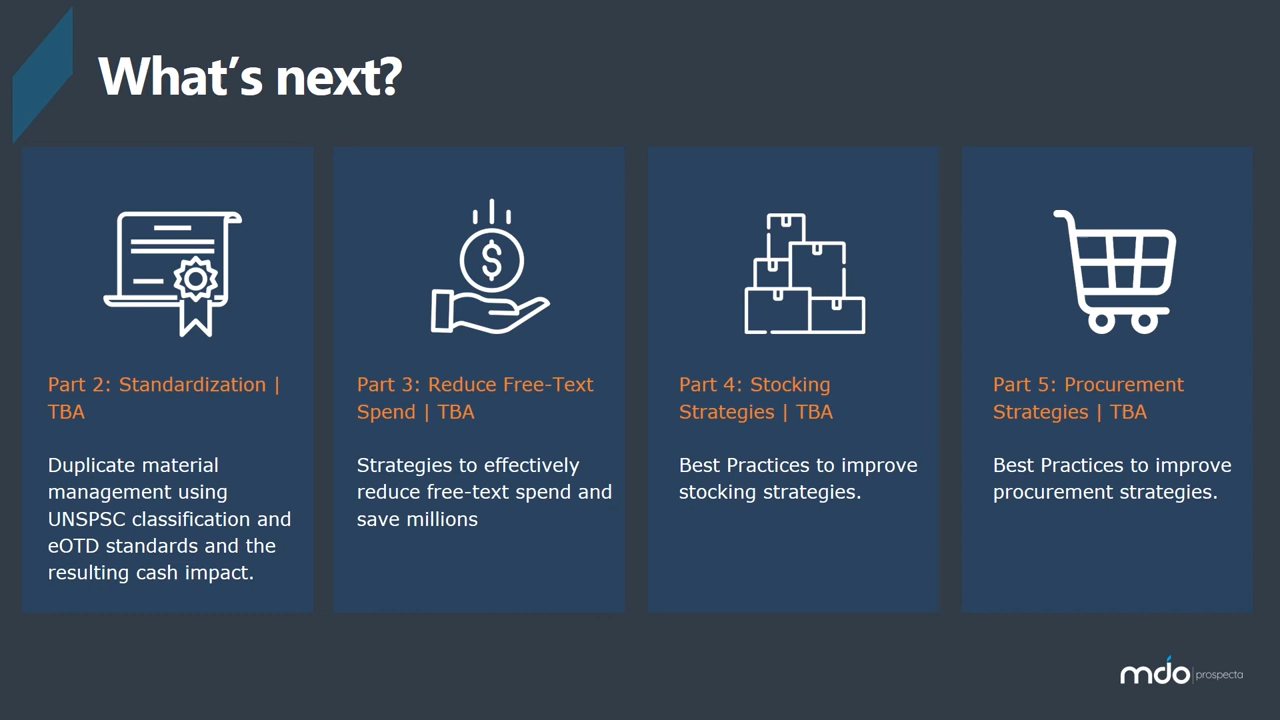 What's next?
Part 2: Standardization |
TBA
Duplicate material
management using
UNSPSC classification and
eOTD standards and the
resulting cash impact.
Part 3: Reduce Free-Text
Spend | TBA
Strategies to effectively
reduce free-text spend and
save millions
Part 4: Stocking
Strategies | TBA
Best Practices to improve
stocking strategies.
Part 5: Procurement
Strategies | TBA
Best Practices to improve
procurement strategies.
$
mdo | prospecta